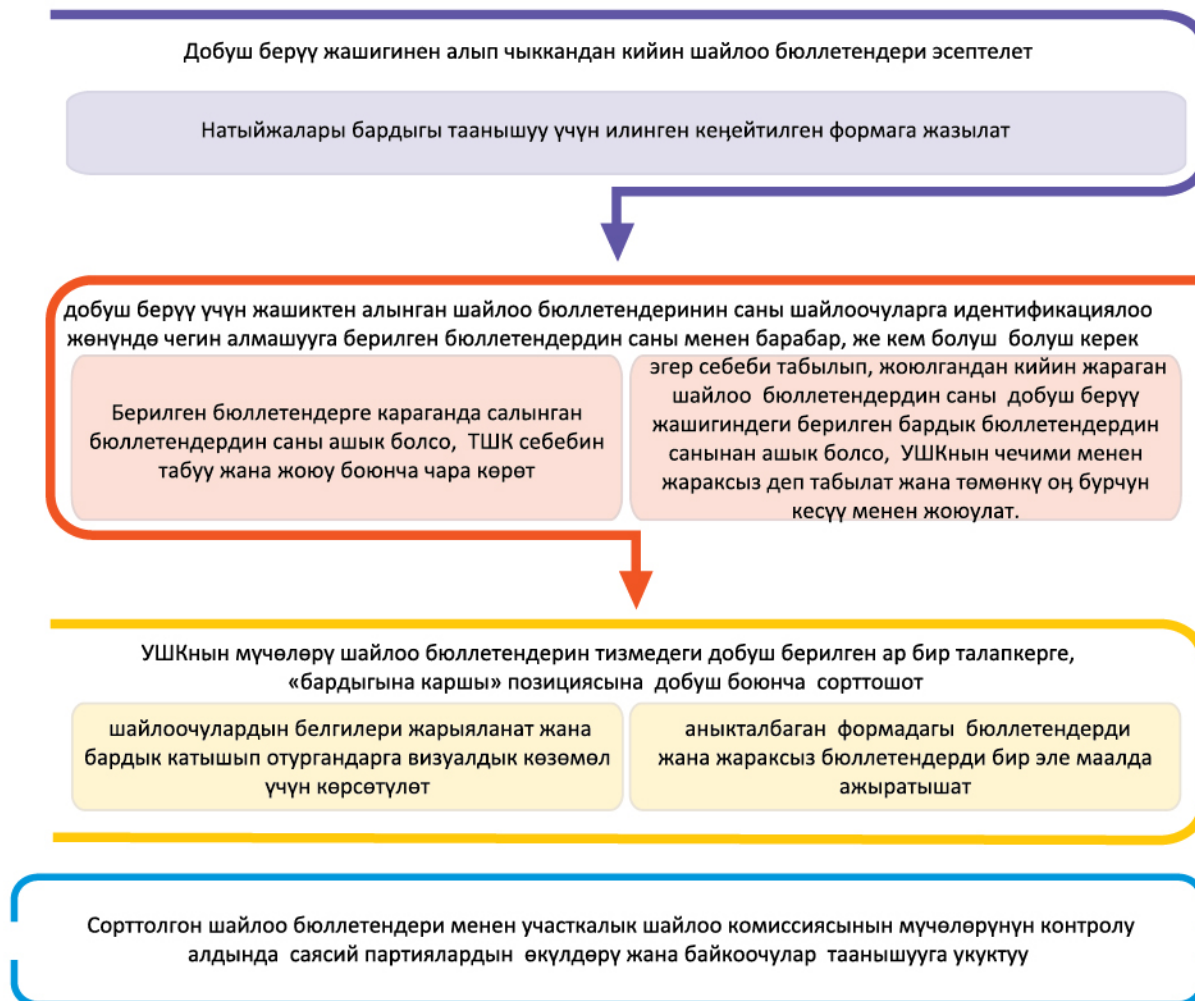 Добуш берүү жашигинен алып чыккандан кийин шайлоо бюллетендери эсептелет
Натыйжалары бардыгы таанышуу үчүн илинген кеңейтилген формага жазылат
добуш берүү үчүн жашиктен алынган шайлоо бюллетендеринин саны шайлоочуларга идентификациялоо
жөнүндө чегин алмашууга берилген бюллетендердин саны менен барабар, же кем болуш болуш керек
Берилген бюллетендерге караганда салынган
бюллетендердин саны ашык болсо, ТШК себебин
табуу жана жоюу боюнча чара көрөт
эгер себеби табылып, жоюлгандан кийин жараган
шайлоо бюллетендердин саны добуш берүү
жашигиндеги берилген бардык бюллетендердин
санынан ашык болсо, УШКнын чечими менен
жараксыз деп табылат жана төмөнкү оң бурчун
кесүү менен жоюулат.
УШКнын мүчөлөрү шайлоо бюллетендерин тизмедеги добуш берилген ар бир талапкерге,
«бардыгына каршы» позициясына добуш боюнча сорттошот
шайлоочулардын белгилери жарыяланат жана
бардык катышып отургандарга визуалдык көзөмөл
үчүн көрсөтүлөт
аныкталбаган формадагы бюллетендерди
жана жараксыз бюллетендерди бир эле маалда
ажыратышат
Сорттолгон шайлоо бюллетендери менен участкалык шайлоо комиссиясынын мүчөлөрүнүн контролу
алдында саясий партиялардын өкүлдөрү жана байкоочулар таанышууга укуктуу